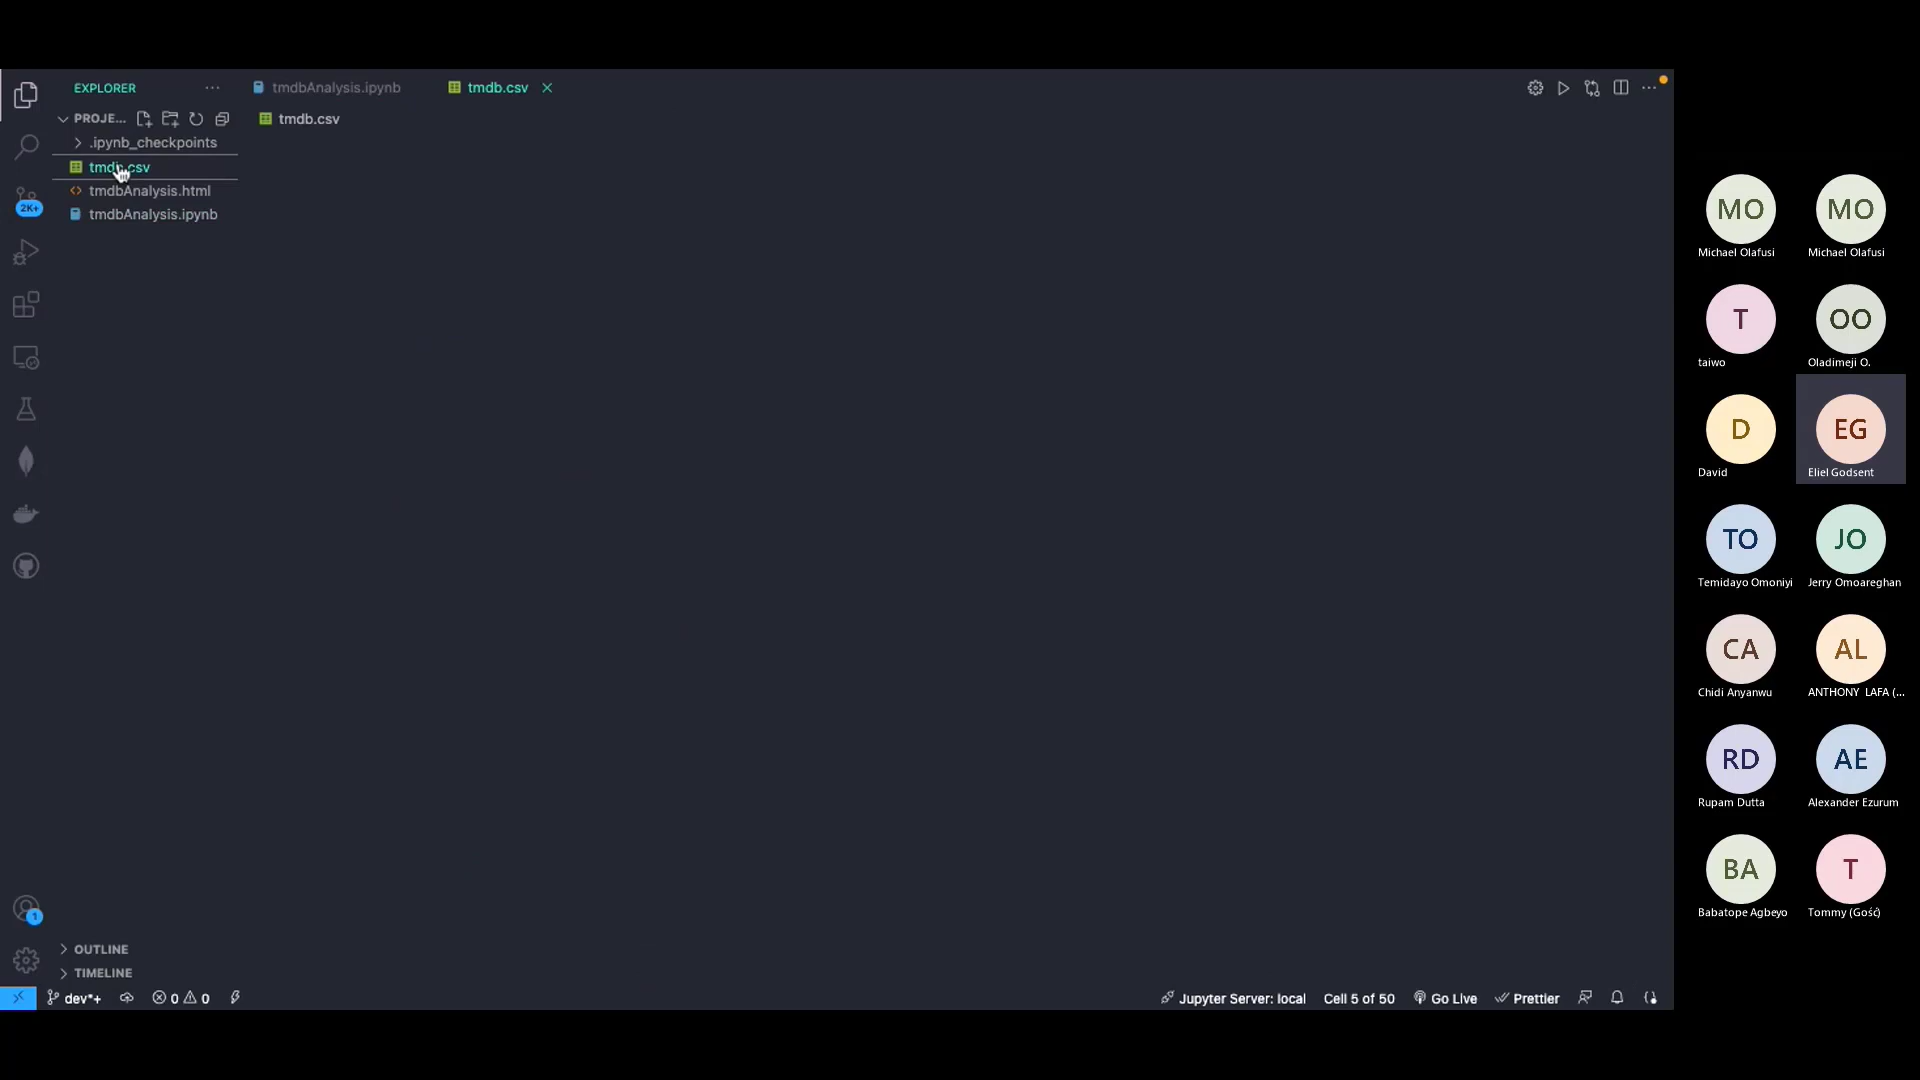 EXPLORER
tmdbAnalysis.ipynb
tmdb.csv
PROJE...
tmdb.csv
.ipynb_checkpoints
tmdb.csv
tmdbAnalysis.html
tmdbAnalysis.ipynb
2K+
1
OUTLINE
TIMELINE
dev*+
0 0
Jupyter Server: local
Cell 5 of 50
Go Live
Prettier
MO
Michael Olafusi
MO
Michael Olafusi
T
taiwo
OO
Oladimeji O.
D
David
EG
Eliel Godsent
TO
Temidayo Omoniyi
JO
Jerry Omoareghan
CA
Chidi Anyanwu
AL
ANTHONY LAFA (...
RD
Rupam Dutta
AE
Alexander Ezurum
BA
Babatope Agbeyo
T
Tommy (Gość)